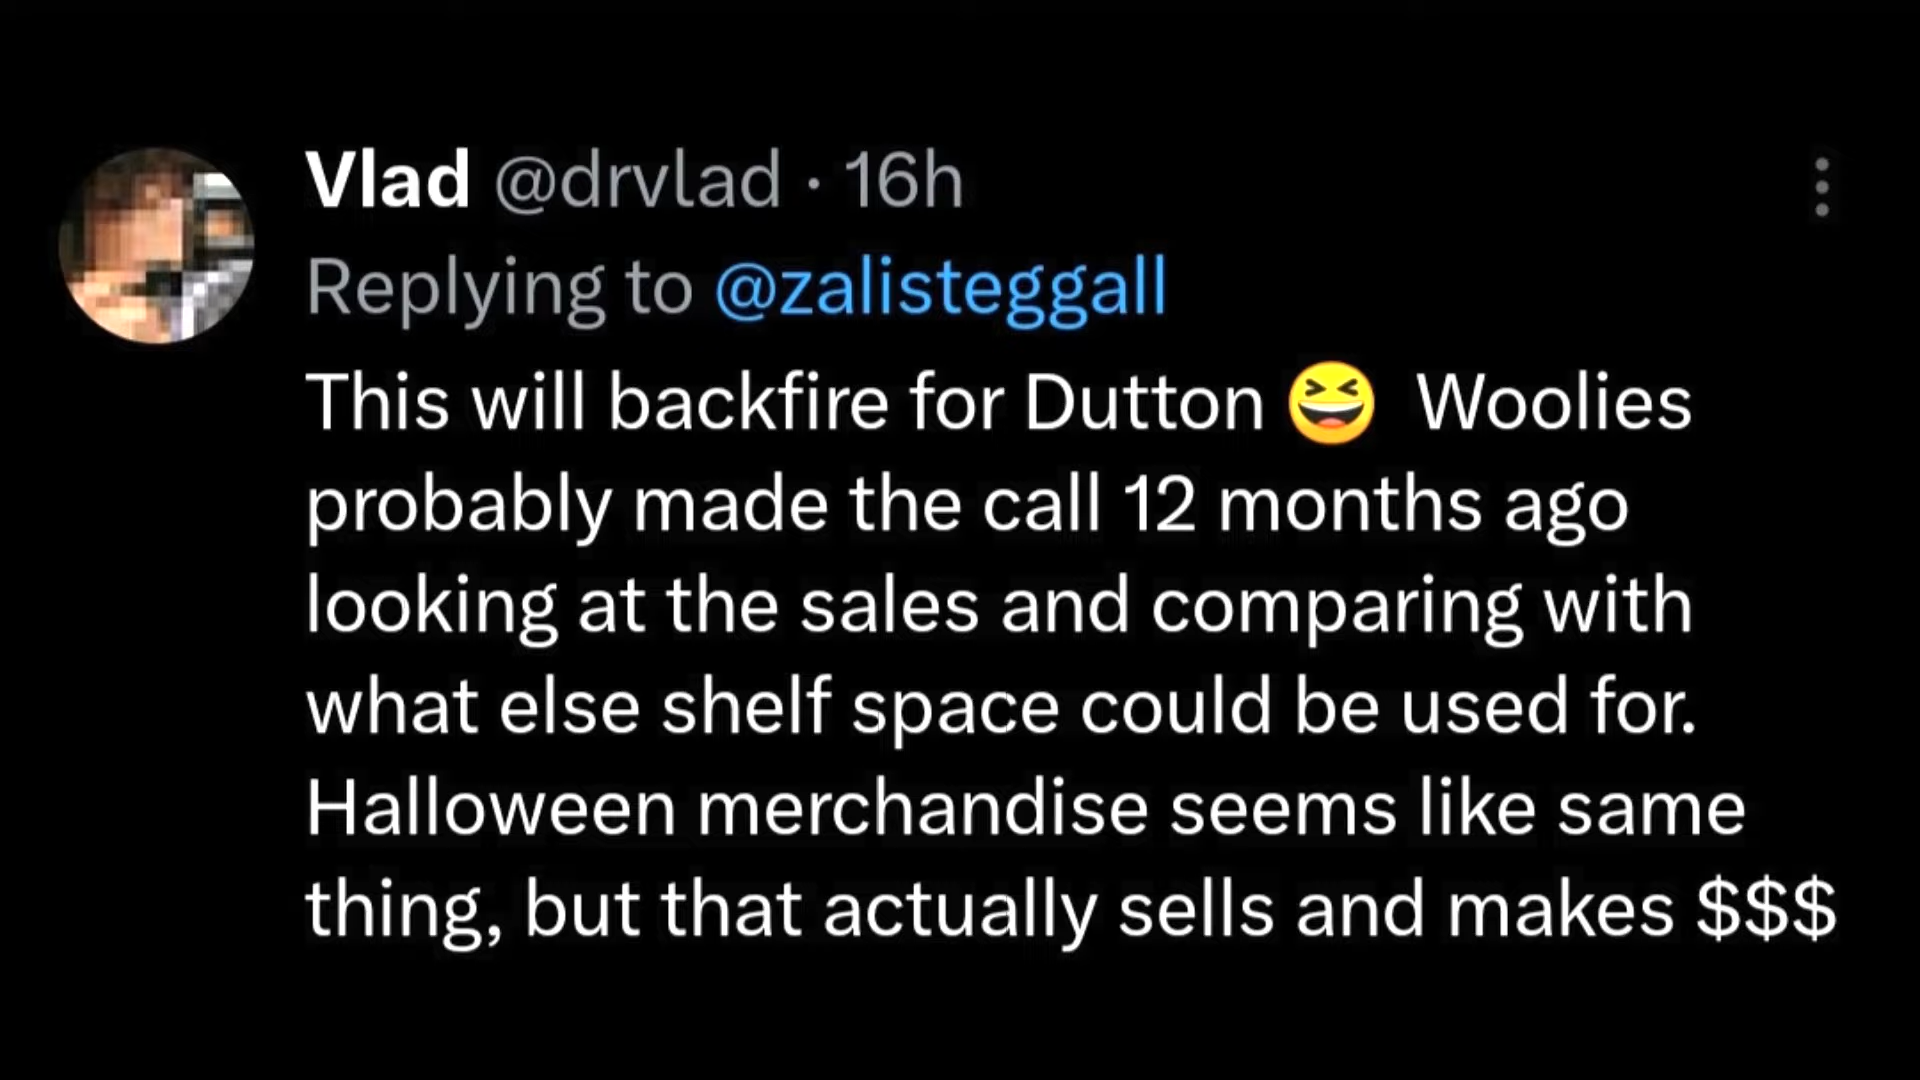 Vlad @drvlad · 16h
Replying to @zalisteggall
This will backfire for Dutton 😆 Woolies
probably made the call 12 months ago
looking at the sales and comparing with
what else shelf space could be used for.
Halloween merchandise seems like same
thing, but that actually sells and makes $$$